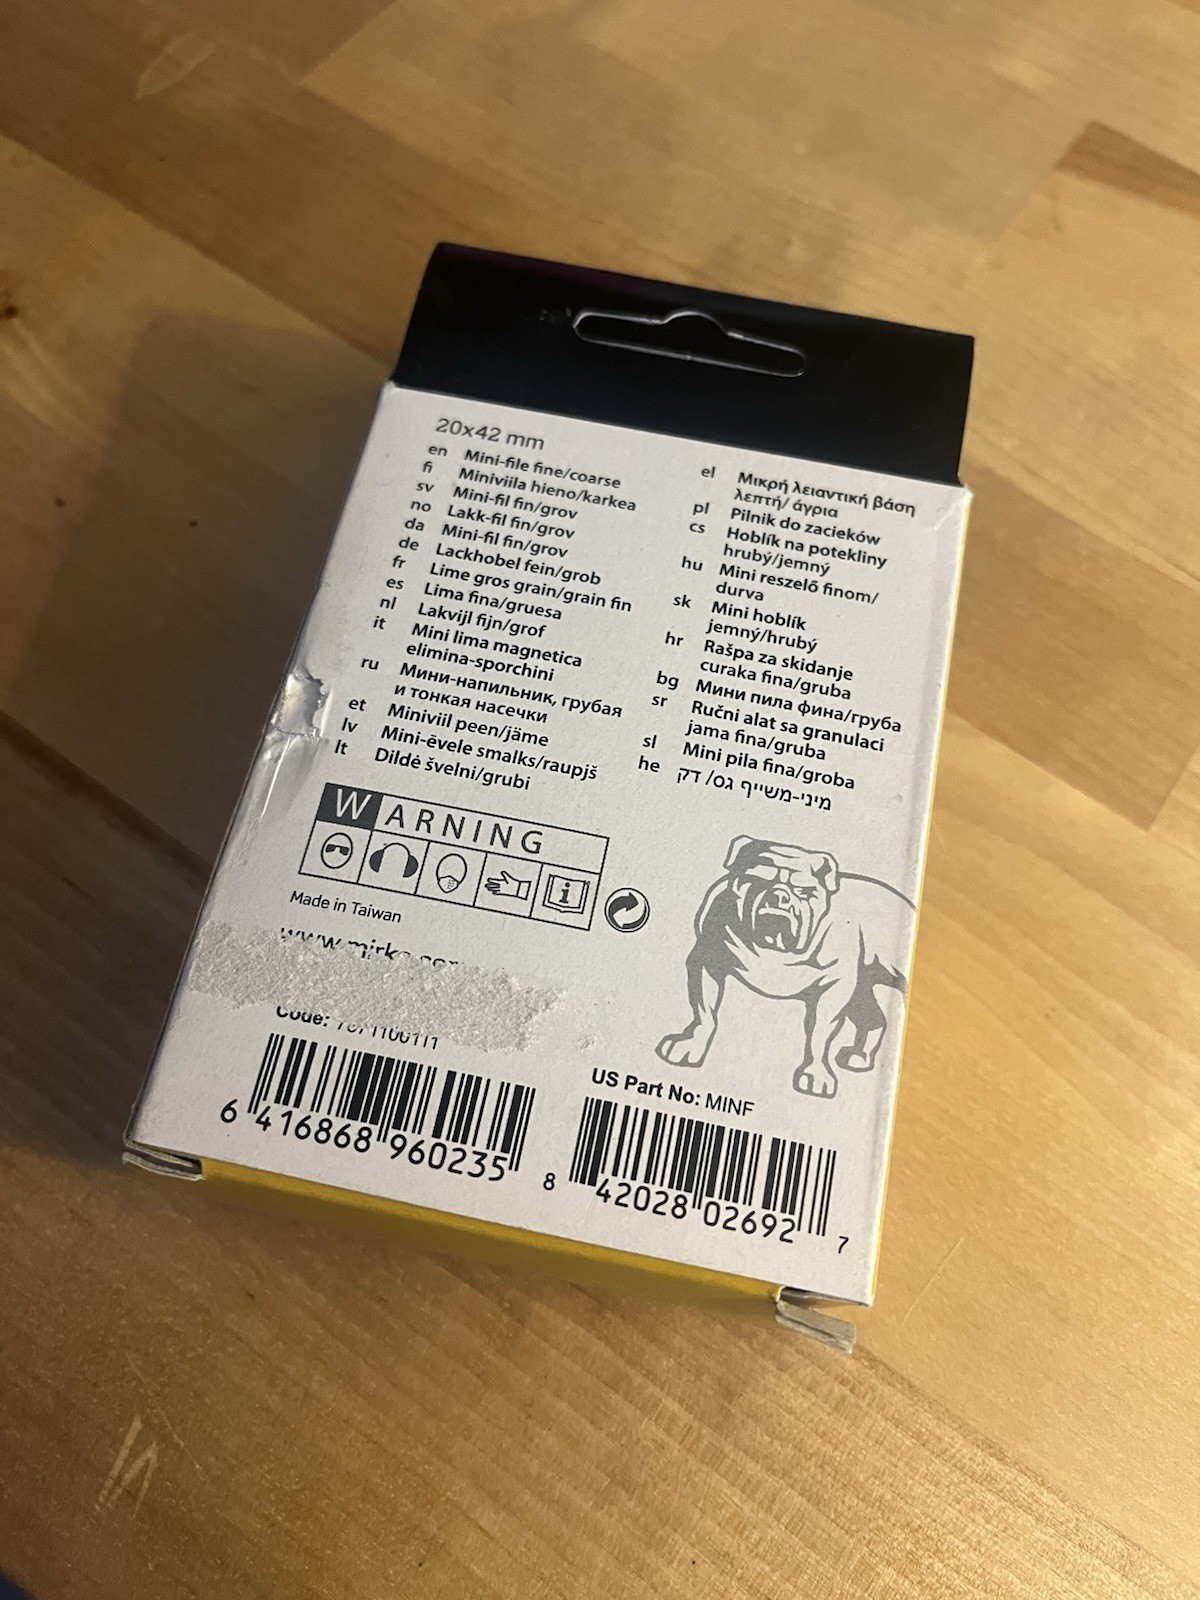 20x42 mm
en Mini-file fine/coarse
fi Miniviila hieno/karkea
sv Mini-fil fin/grov
no Lakk-fil fin/grov
da Mini-fil fin/grov
de Lackhobel fein/grob
fr Lime gros grain/grain fin
es Lima fina/gruesa
nl Lakvijl fijn/grof
it Mini lima magnetica
elimina-sporchini
ru Мини-напильник, грубая
и тонкая насечки
et Miniviil peen/jäme
lv Mini-ēvele smalks/raupjš
lt Dildė švelni/grubi
el Μικρή λειαντική βάση
λεπτή/ άγρια
pl Pilnik do zacieków
cs Hoblík na potekliny
hrubý/jemný
hu Mini reszelő finom/
durva
sk Mini hoblík
jemný/hrubý
hr Rašpa za skidanje
curaka fina/gruba
bg Мини пила фина/груба
sr Ručni alat sa granulaci
jama fina/gruba
sl Mini pila fina/groba
he מיני-משייף גס/ דק
WARNING
Made in Taiwan
Code:
6 416868 960235
US Part No: MINF
8 42028 02692 7